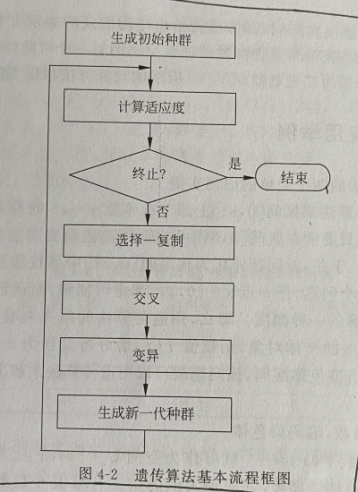 生成初始种群
计算适应度
终止?
是
结束
否
选择—复制
交叉
变异
生成新一代种群
图 4-2 遗传算法基本流程框图